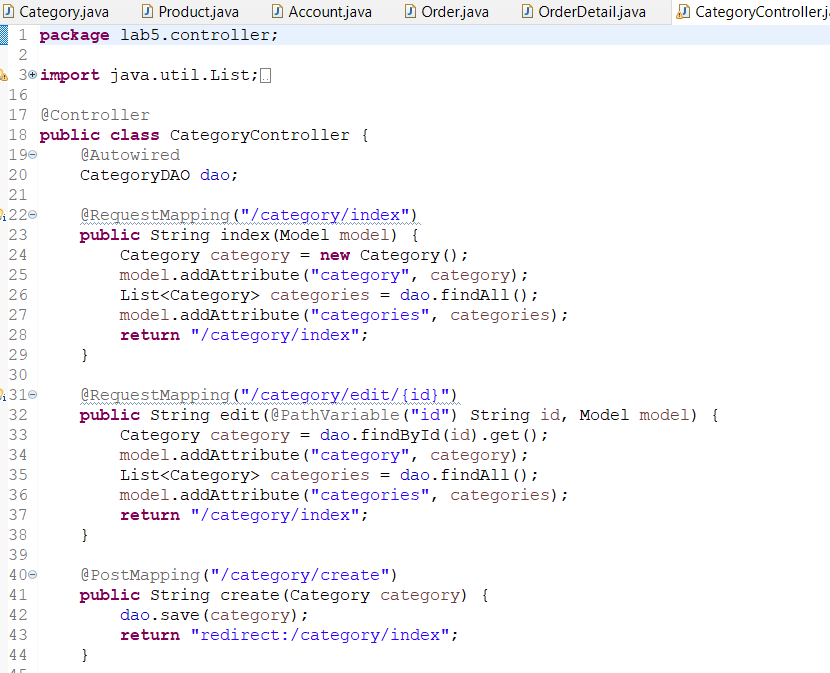 Category.java Product.java Account.java Order.java OrderDetail.java CategoryController.j
1 package lab5.controller;
2
3 import java.util.List;
16
17 @Controller
18 public class CategoryController {
19 @Autowired
20 CategoryDAO dao;
21
22 @RequestMapping("/category/index")
23 public String index(Model model) {
24 Category category = new Category();
25 model.addAttribute("category", category);
26 List<Category> categories = dao.findAll();
27 model.addAttribute("categories", categories);
28 return "/category/index";
29 }
30
31 @RequestMapping("/category/edit/{id}")
32 public String edit(@PathVariable("id") String id, Model model) {
33 Category category = dao.findById(id).get();
34 model.addAttribute("category", category);
35 List<Category> categories = dao.findAll();
36 model.addAttribute("categories", categories);
37 return "/category/index";
38 }
39
40 @PostMapping("/category/create")
41 public String create(Category category) {
42 dao.save(category);
43 return "redirect:/category/index";
44 }